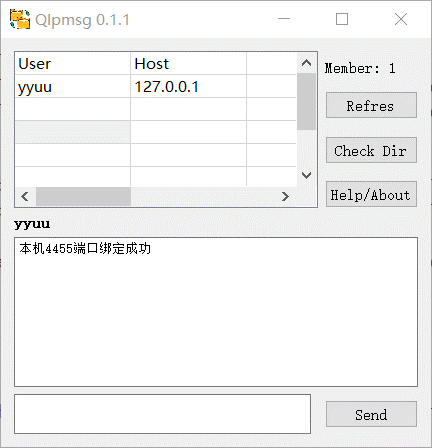 Qlpmsg 0.1.1
User Host
yyuu 127.0.0.1
Member: 1
Refres
Check Dir
Help/About
yyuu
本机4455端口绑定成功
Send